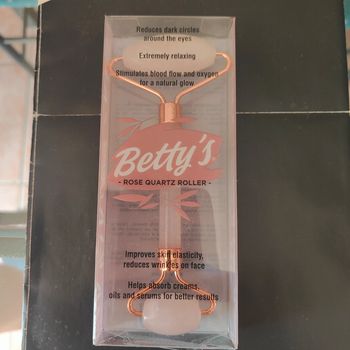 Reduces dark circles
around the eyes
Extremely relaxing
Stimulates blood flow and oxygen
for a natural glow
Betty's
- ROSE QUARTZ ROLLER -
Improves skin elasticity,
reduces wrinkles on face
Helps absorb creams,
oils and serums for better results